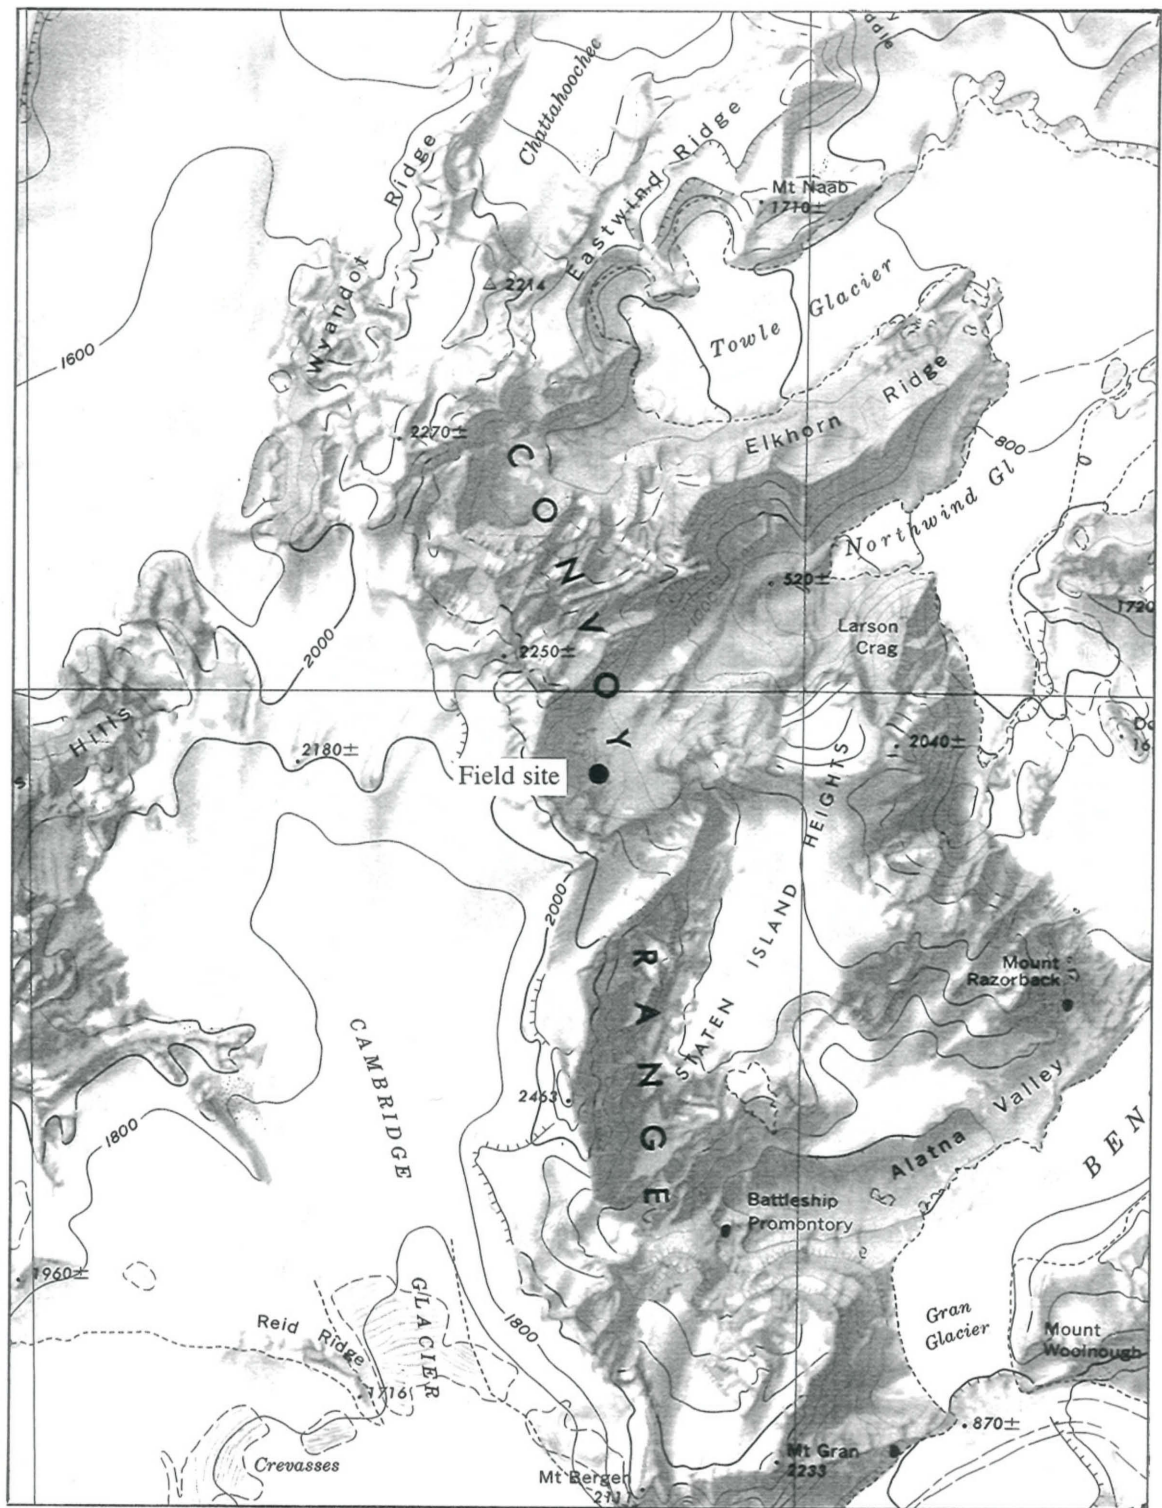 Chattahoochee
Ridge
Eastwind Ridge
Mt Naab
1710±
Wyandot
2214
Towle Glacier
1600
2270±
Elkhorn Ridge
800
Northwind Gl
CONVOY
520±
1720
Larson
Crag
2000
2250±
Hills
2180±
2040±
Field site
HEIGHTS
2000
ISLAND
RANGE
Mount
Razorback
STATEN
CAMBRIDGE
2463
Valley
1800
Alatna
BEN
Battleship
Promontory
1960±
GLACIER
Gran
Glacier
Reid Ridge
1800
Mount
Woolnough
1716
870±
Crevasses
Mt Gran
2233
Mt Bergen
2111